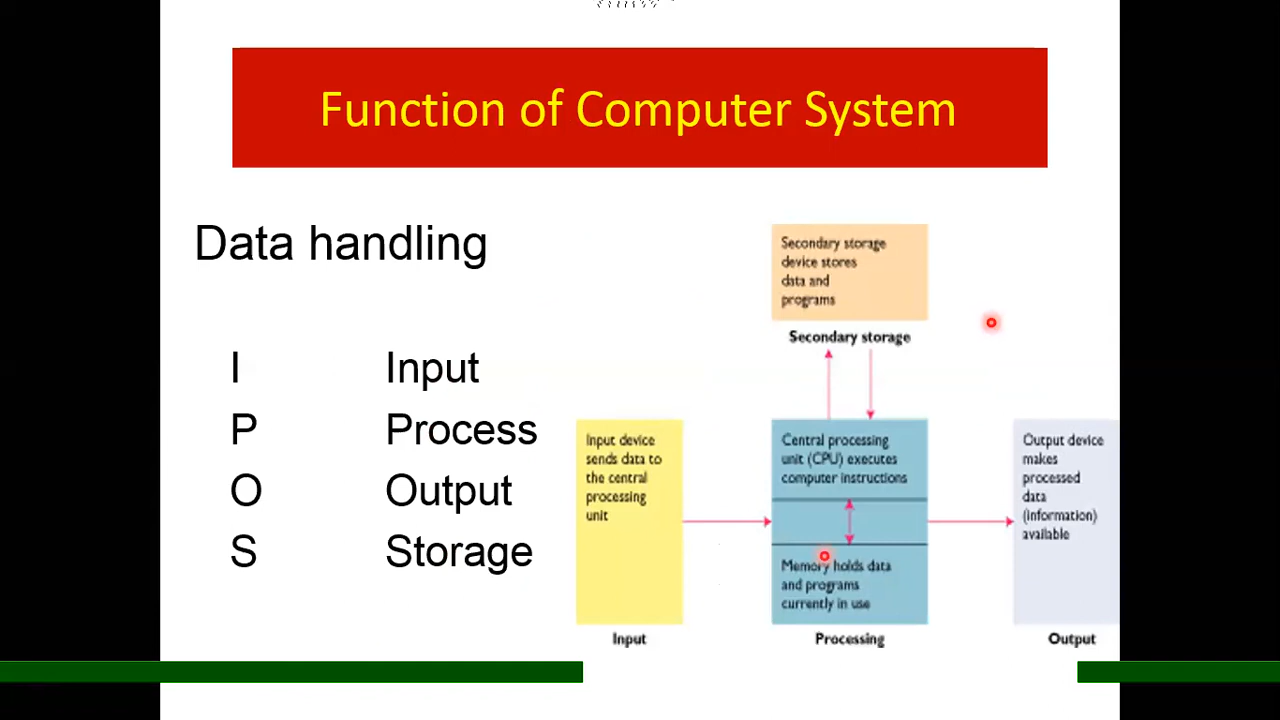 Function of Computer System
Data handling
I Input
P Process
O Output
S Storage
Secondary storage
device stores
data and
programs
Secondary storage
Input device
sends data to
the central
processing
unit
Input
Central processing
unit (CPU) executes
computer instructions
Memory holds data
and programs
currently in use
Processing
Output device
makes
processed
data
(information)
available
Output